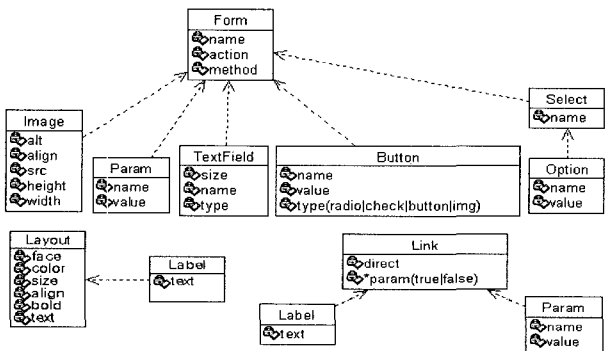 Form
name
action
method
Image
alt
align
src
height
width
Param
name
value
TextField
size
name
type
Button
name
value
type(radio|check|button|img)
Select
name
Option
name
value
Layout
face
color
size
align
bold
text
Label
text
Link
direct
*param(true|false)
Label
text
Param
name
value